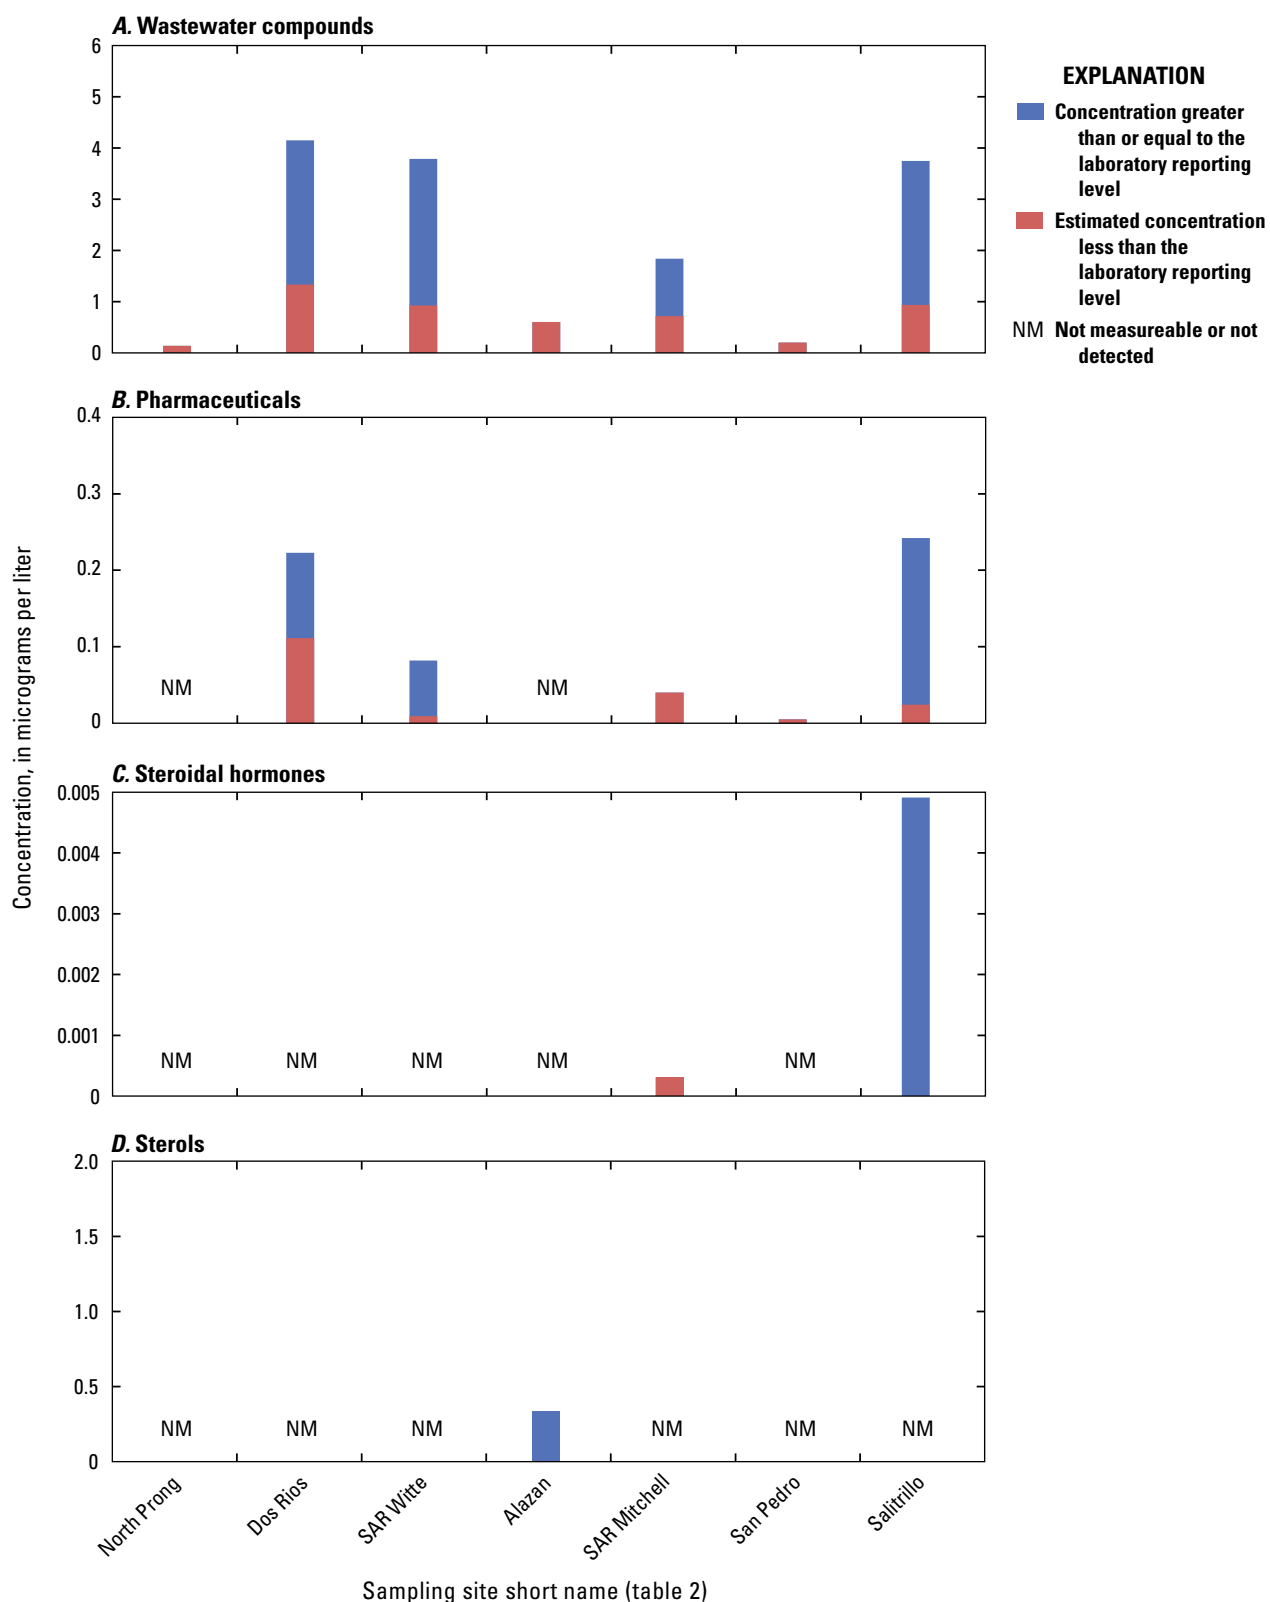 A. Wastewater compounds
6
5
4
3
2
1
0
EXPLANATION
Concentration greater
than or equal to the
laboratory reporting
level
Estimated concentration
less than the
laboratory reporting
level
NM Not measureable or not
detected
B. Pharmaceuticals
0.4
0.3
0.2
0.1
0
NM NM
Concentration, in micrograms per liter
C. Steroidal hormones
0.005
0.004
0.003
0.002
0.001
0
NM NM NM NM NM
D. Sterols
2.0
1.5
1.0
0.5
0
NM NM NM NM NM NM
North Prong
Dos Rios
SAR Witte
Alazan
SAR Mitchell
San Pedro
Salitrillo
Sampling site short name (table 2)